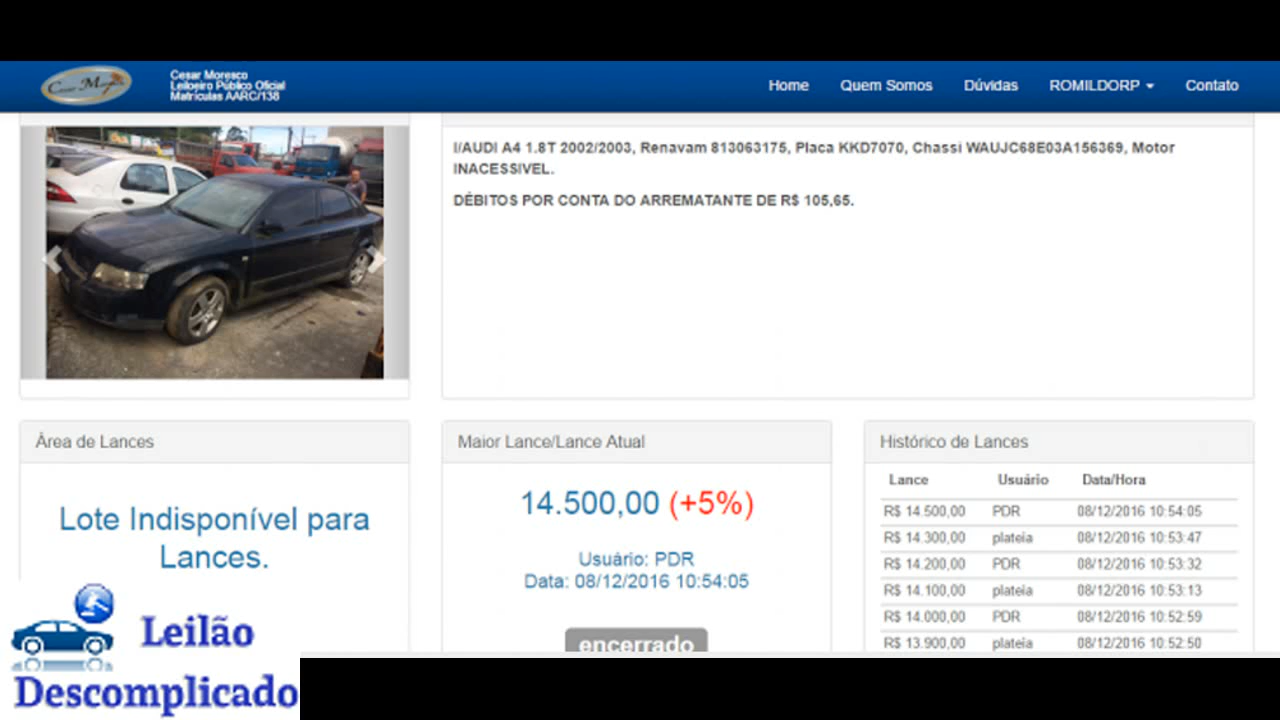 Cesar Moresco
Leiloeiro Público Oficial
Matrículas AARC/138
Home
Quem Somos
Dúvidas
ROMILDORP
Contato
I/AUDI A4 1.8T 2002/2003, Renavam 813063175, Placa KKD7070, Chassi WAUJC68E03A156369, Motor
INACESSIVEL.
DÉBITOS POR CONTA DO ARREMATANTE DE R$ 105,65.
Área de Lances
Lote Indisponível para
Lances.
Maior Lance/Lance Atual
14.500,00 (+5%)
Usuário: PDR
Data: 08/12/2016 10:54:05
encerrado
Histórico de Lances
Lance Usuário Data/Hora
R$ 14.500,00 PDR 08/12/2016 10:54:05
R$ 14.300,00 plateia 08/12/2016 10:53:47
R$ 14.200,00 PDR 08/12/2016 10:53:32
R$ 14.100,00 plateia 08/12/2016 10:53:13
R$ 14.000,00 PDR 08/12/2016 10:52:59
R$ 13.900,00 plateia 08/12/2016 10:52:50
Leilão
Descomplicado